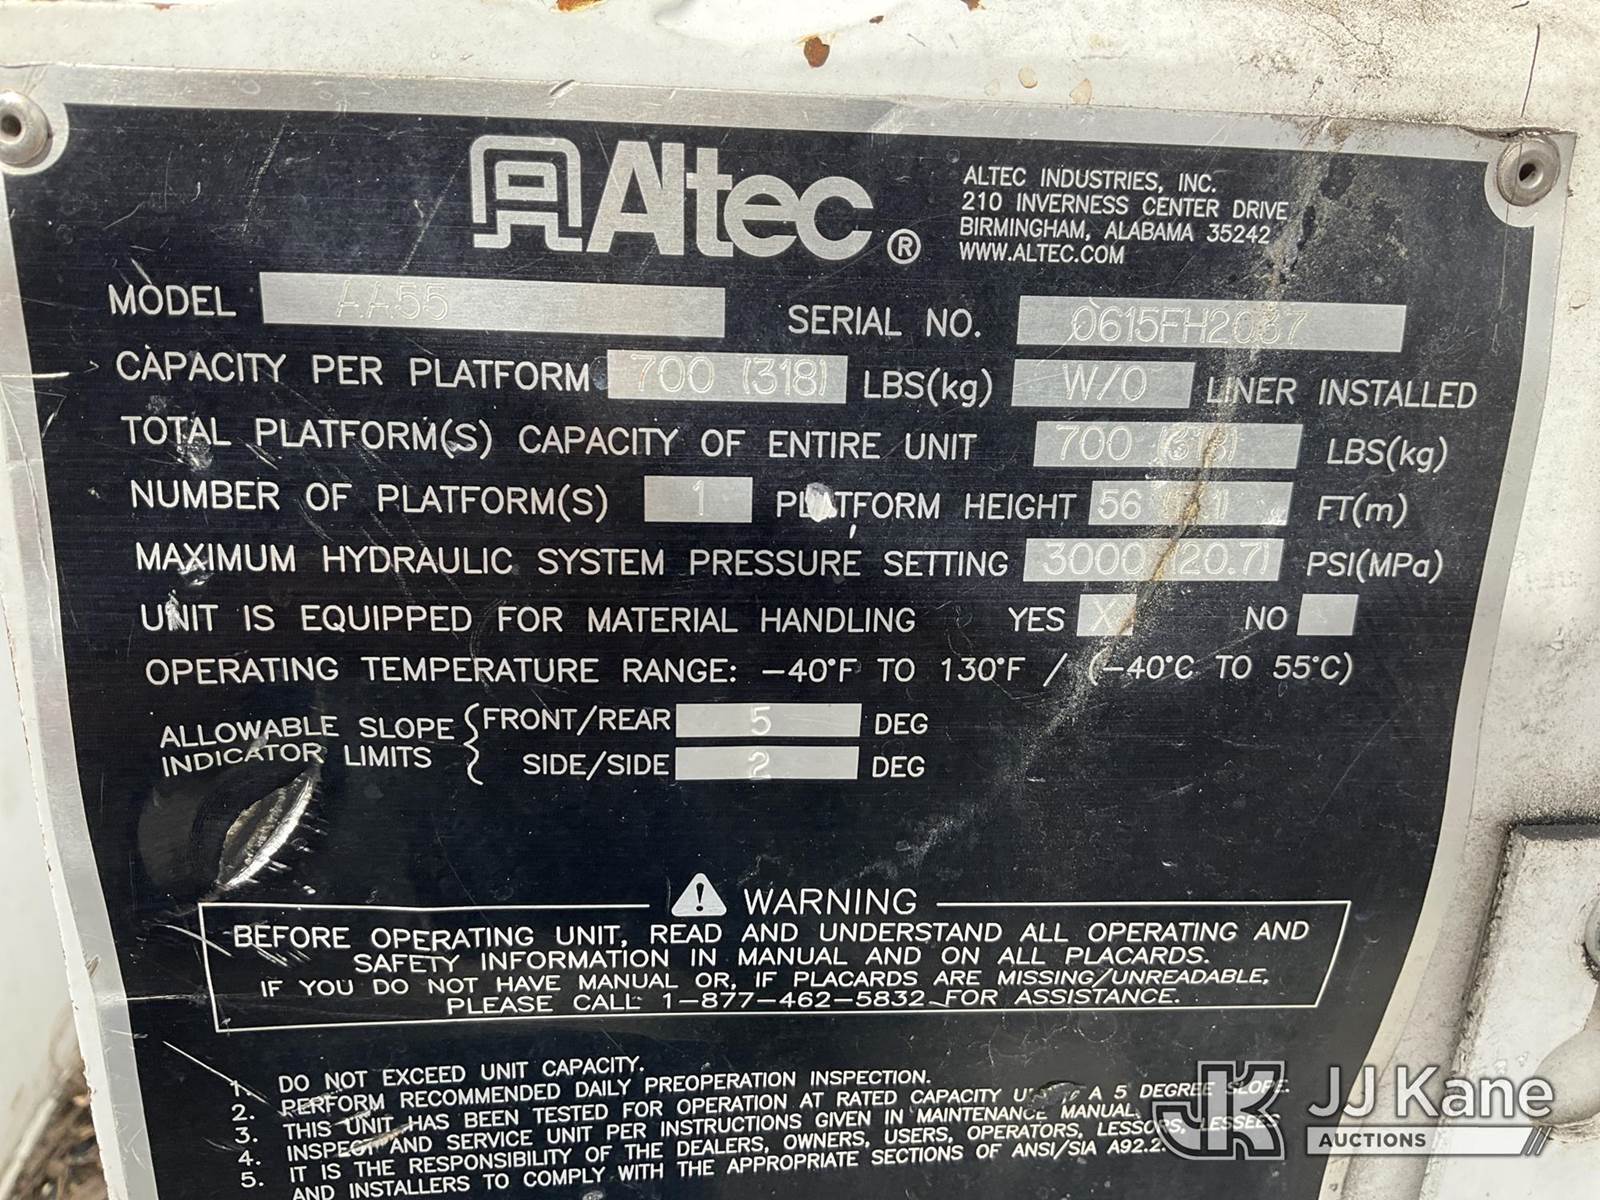 Altec ®
ALTEC INDUSTRIES, INC.
210 INVERNESS CENTER DRIVE
BIRMINGHAM, ALABAMA 35242
WWW.ALTEC.COM
MODEL AA55 SERIAL NO. 0615FH2037
CAPACITY PER PLATFORM 700 (318) LBS(kg) W/O LINER INSTALLED
TOTAL PLATFORM(S) CAPACITY OF ENTIRE UNIT 700 (318) LBS(kg)
NUMBER OF PLATFORM(S) 1 PLATFORM HEIGHT 56 FT(m)
MAXIMUM HYDRAULIC SYSTEM PRESSURE SETTING 3000 (20.7) PSI(MPa)
UNIT IS EQUIPPED FOR MATERIAL HANDLING YES X NO
OPERATING TEMPERATURE RANGE: −40°F TO 130°F / (−40°C TO 55°C)
ALLOWABLE SLOPE INDICATOR LIMITS
FRONT/REAR 5 DEG
SIDE/SIDE 2 DEG
WARNING
BEFORE OPERATING UNIT, READ AND UNDERSTAND ALL OPERATING AND
SAFETY INFORMATION IN MANUAL AND ON ALL PLACARDS.
IF YOU DO NOT HAVE MANUAL OR, IF PLACARDS ARE MISSING/UNREADABLE,
PLEASE CALL 1−877−462−5832 FOR ASSISTANCE.
1. DO NOT EXCEED UNIT CAPACITY.
2. PERFORM RECOMMENDED DAILY PREOPERATION INSPECTION.
3. THIS UNIT HAS BEEN TESTED FOR OPERATION AT RATED CAPACITY A 5 DEGREE SLOPE.
4. INSPECT AND SERVICE UNIT PER INSTRUCTIONS GIVEN IN MAINTENANCE MANUAL.
5. IT IS THE RESPONSIBILITY OF THE DEALERS, OWNERS, USERS, OPERATORS, LESSORS, LESSEES
AND INSTALLERS TO COMPLY WITH THE APPROPRIATE SECTIONS OF ANSI/SIA A92.2.
JK JJ Kane
AUCTIONS